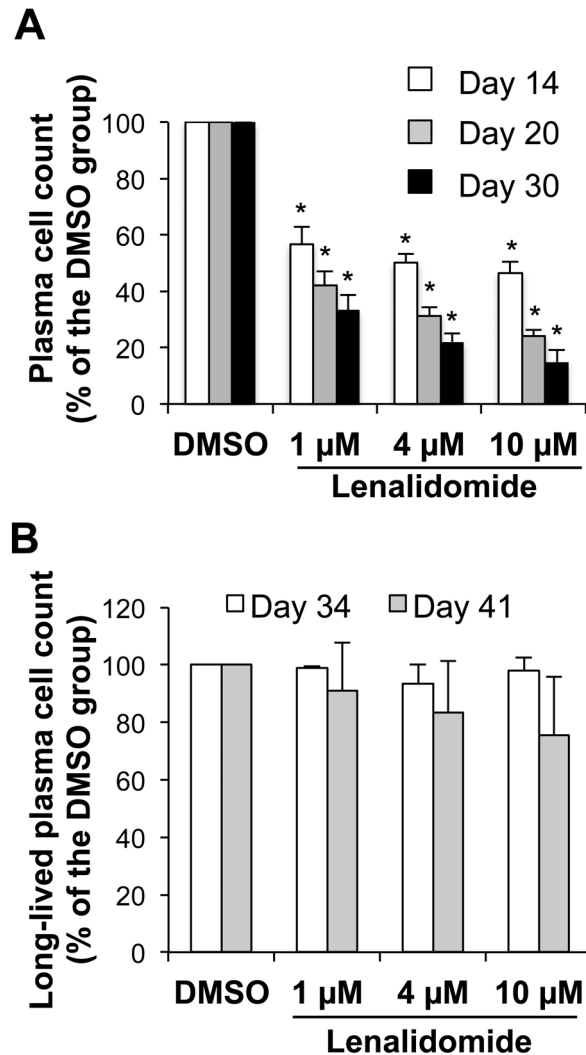 A
Plasma cell count
(% of the DMSO group)
Day 14
Day 20
Day 30
100
80
60
40
20
0
* * *
* * *
* * *
DMSO 1 µM 4 µM 10 µM
Lenalidomide
B
Long-lived plasma cell count
(% of the DMSO group)
Day 34 Day 41
120
100
80
60
40
20
0
DMSO 1 µM 4 µM 10 µM
Lenalidomide